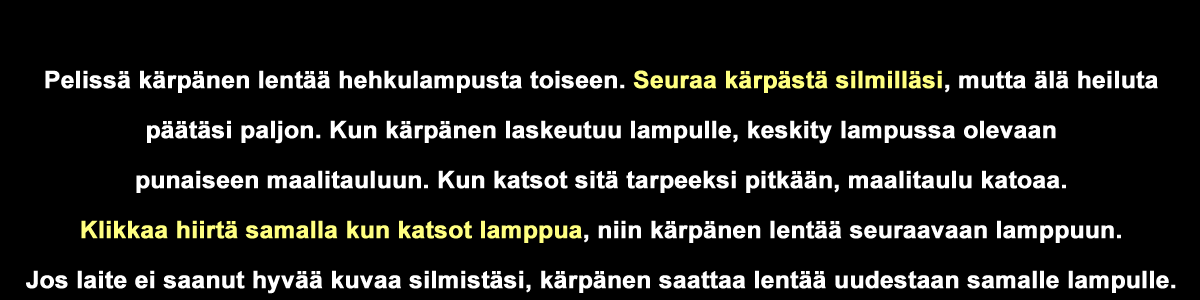 Pelissä kärpänen lentää hehkulampusta toiseen. Seuraa kärpästä silmilläsi, mutta älä heiluta
päätäsi paljon. Kun kärpänen laskeutuu lampulle, keskity lampussa olevaan
punaiseen maalitauluun. Kun katsot sitä tarpeeksi pitkään, maalitaulu katoaa.
Klikkaa hiirtä samalla kun katsot lamppua, niin kärpänen lentää seuraavaan lamppuun.
Jos laite ei saanut hyvää kuvaa silmistäsi, kärpänen saattaa lentää uudestaan samalle lampulle.